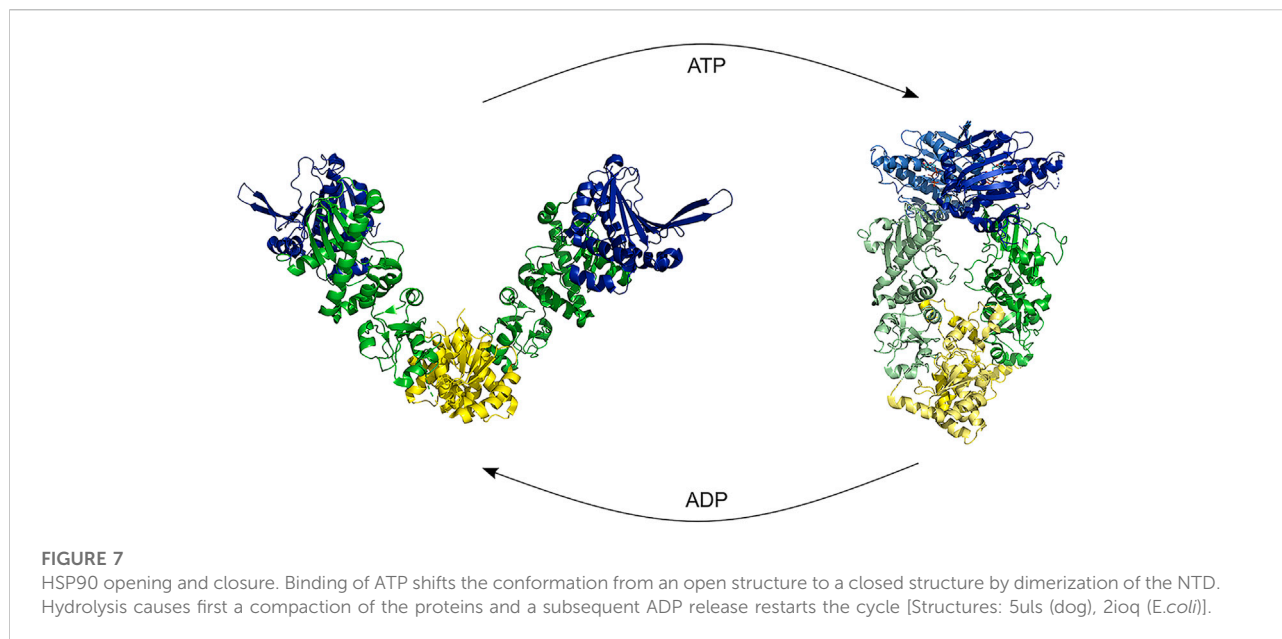 ATP
ADP
FIGURE 7
HSP90 opening and closure. Binding of ATP shifts the conformation from an open structure to a closed structure by dimerization of the NTD.
Hydrolysis causes first a compaction of the proteins and a subsequent ADP release restarts the cycle [Structures: 5uls (dog), 2ioq (E.coli)].